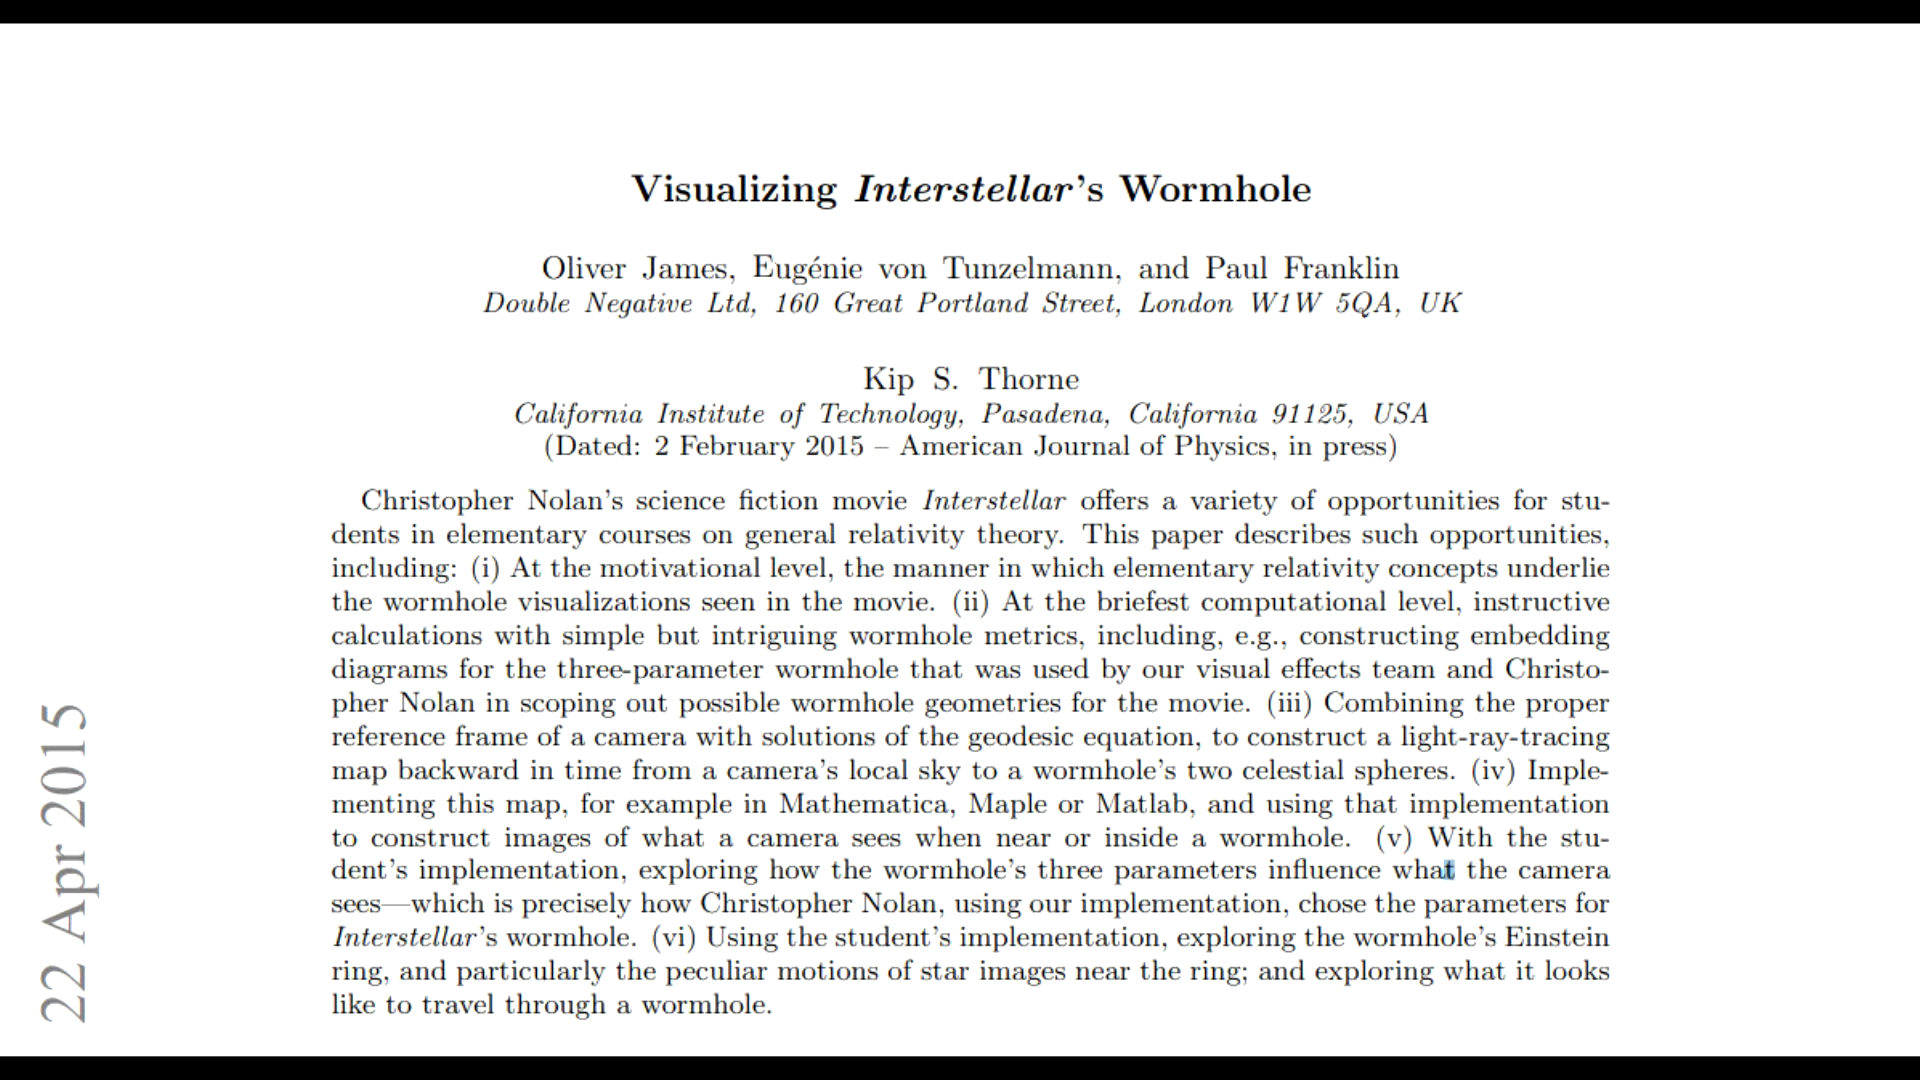 Visualizing Interstellar's Wormhole
Oliver James, Eugénie von Tunzelmann, and Paul Franklin
Double Negative Ltd, 160 Great Portland Street, London W1W 5QA, UK
Kip S. Thorne
California Institute of Technology, Pasadena, California 91125, USA
(Dated: 2 February 2015 – American Journal of Physics, in press)
Christopher Nolan's science fiction movie Interstellar offers a variety of opportunities for stu-
dents in elementary courses on general relativity theory. This paper describes such opportunities,
including: (i) At the motivational level, the manner in which elementary relativity concepts underlie
the wormhole visualizations seen in the movie. (ii) At the briefest computational level, instructive
calculations with simple but intriguing wormhole metrics, including, e.g., constructing embedding
diagrams for the three-parameter wormhole that was used by our visual effects team and Christo-
pher Nolan in scoping out possible wormhole geometries for the movie. (iii) Combining the proper
reference frame of a camera with solutions of the geodesic equation, to construct a light-ray-tracing
map backward in time from a camera's local sky to a wormhole's two celestial spheres. (iv) Imple-
menting this map, for example in Mathematica, Maple or Matlab, and using that implementation
to construct images of what a camera sees when near or inside a wormhole. (v) With the stu-
dent's implementation, exploring how the wormhole's three parameters influence what the camera
sees—which is precisely how Christopher Nolan, using our implementation, chose the parameters for
Interstellar's wormhole. (vi) Using the student's implementation, exploring the wormhole's Einstein
ring, and particularly the peculiar motions of star images near the ring; and exploring what it looks
like to travel through a wormhole.
22 Apr 2015